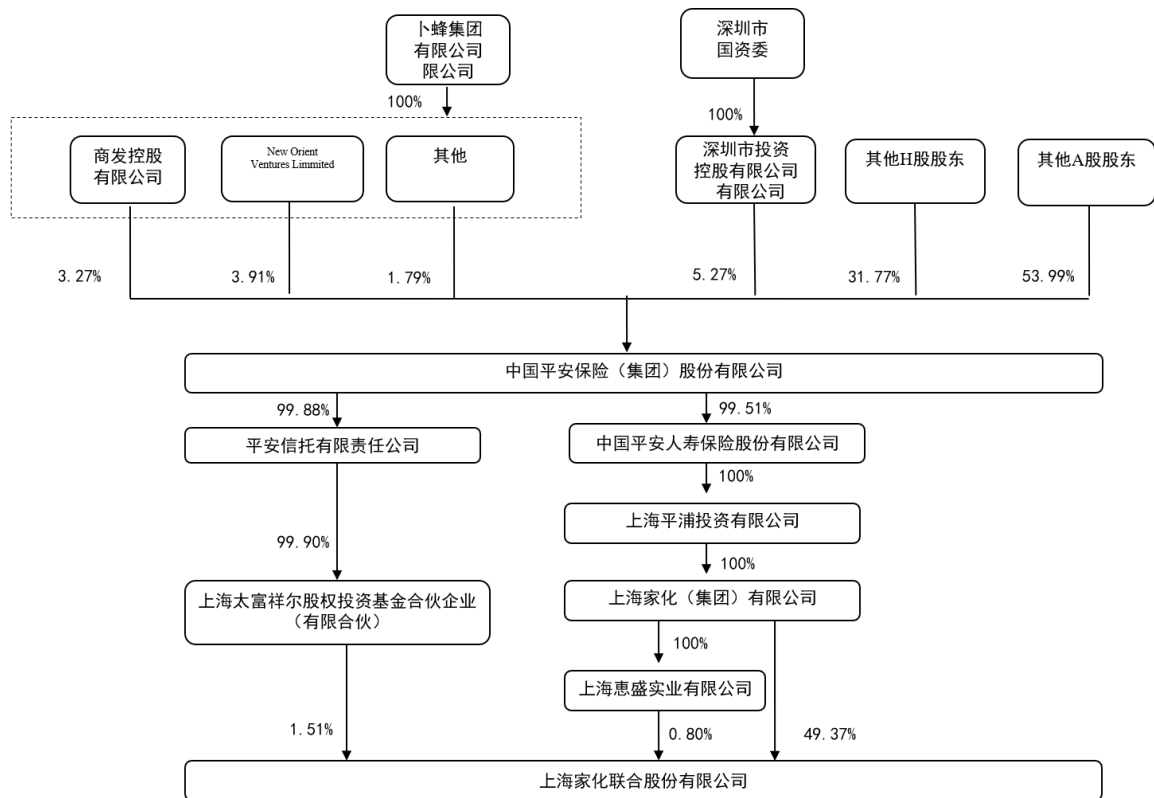 卜蜂集团
有限公司
限公司
深圳市
国资委
100%
100%
商发控股
有限公司
New Orient
Ventures Limmited
其他
深圳市投资
控股有限公司
有限公司
其他H股股东
其他A股股东
3.27%
3.91%
1.79%
5.27%
31.77%
53.99%
中国平安保险（集团）股份有限公司
99.88%
99.51%
平安信托有限责任公司
中国平安人寿保险股份有限公司
100%
上海平浦投资有限公司
99.90%
100%
上海太富祥尔股权投资基金合伙企业
（有限合伙）
上海家化（集团）有限公司
100%
上海惠盛实业有限公司
1.51%
0.80%
49.37%
上海家化联合股份有限公司